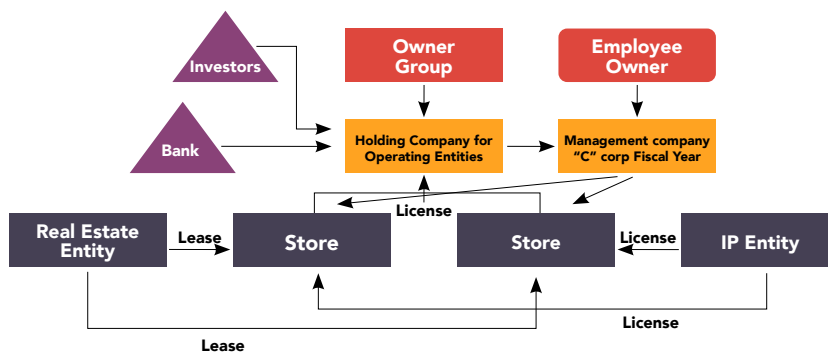 Investors
Owner
Group
Employee
Owner
Bank
Holding Company for
Operating Entities
Management company
“C” corp Fiscal Year
License
Real Estate
Entity
Lease
Store
Store
License
IP Entity
License
Lease